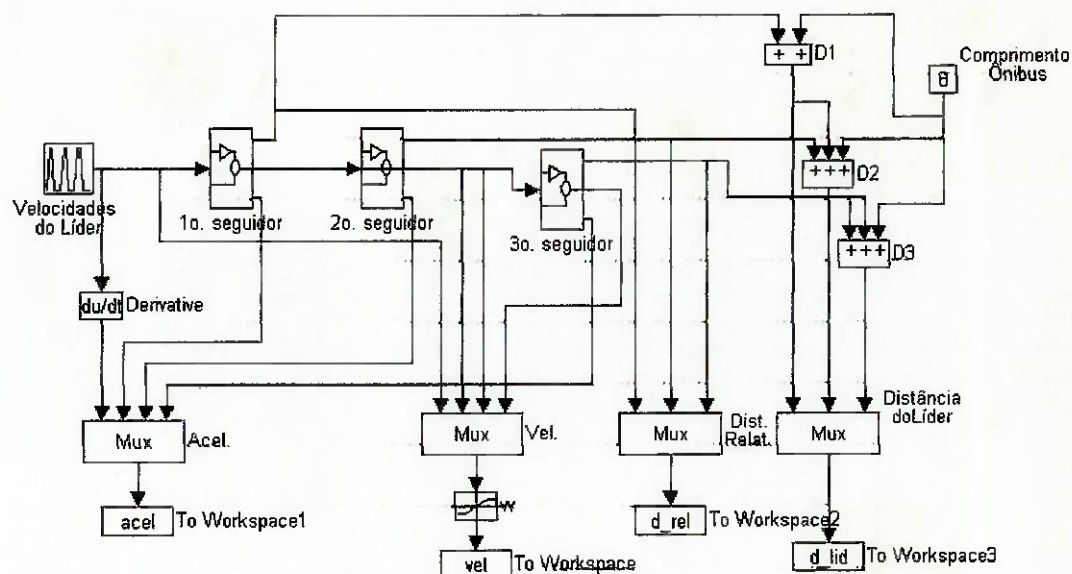 + +
D1
Comprimento
Ônibus
8
+++
D2
Velocidades
do Líder
1o. seguidor
2o. seguidor
3o. seguidor
+++
D3
du/dt
Derivative
Mux
Acel.
Mux
Vel.
Mux
Dist.
Relat.
Mux
Distância
doLíder
acel
To Workspace1
vel
To Workspace
d_rel
To Workspace2
d_lid
To Workspace3